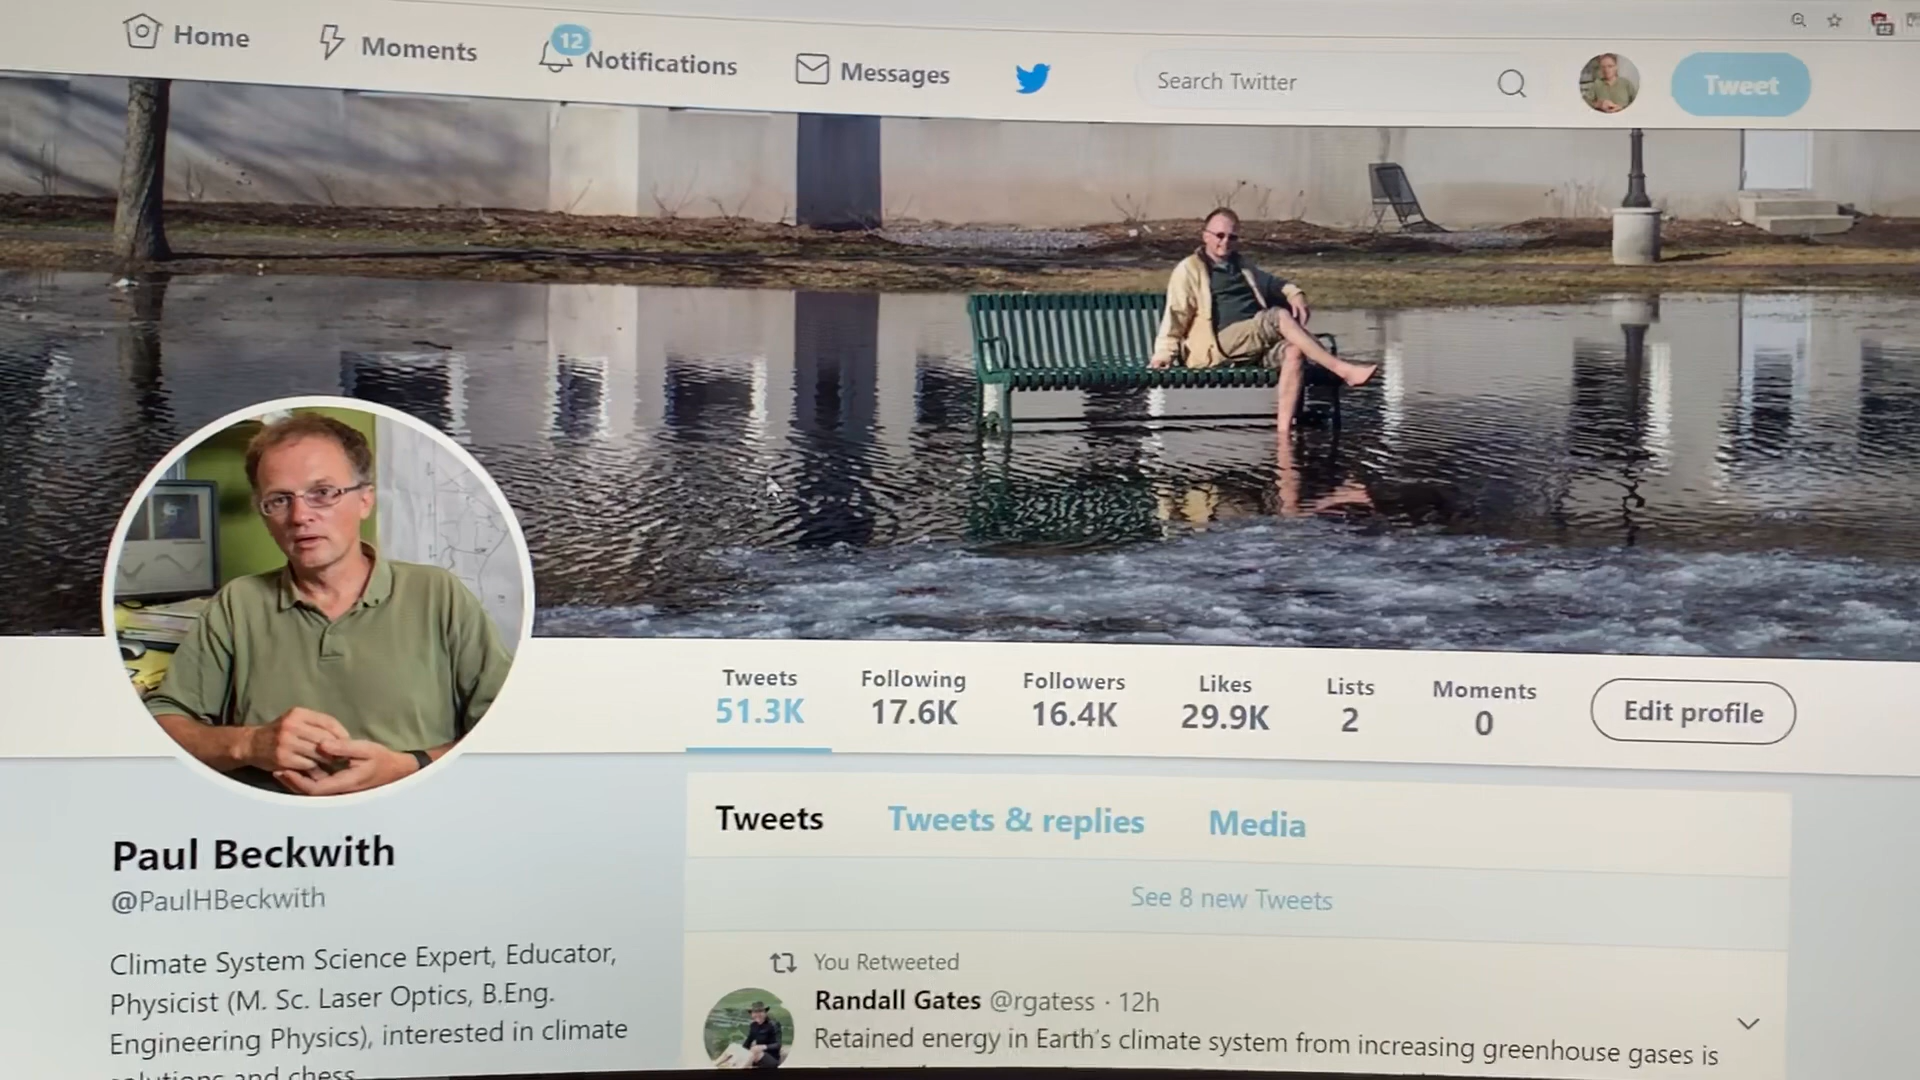 Home Moments 12 Notifications Messages Search Twitter Tweet
Tweets Following Followers Likes Lists Moments
51.3K 17.6K 16.4K 29.9K 2 0 Edit profile
Tweets Tweets & replies Media
Paul Beckwith
@PaulHBeckwith
See 8 new Tweets
Climate System Science Expert, Educator,
Physicist (M. Sc. Laser Optics, B.Eng.
Engineering Physics), interested in climate
solutions and chess
You Retweeted
Randall Gates @rgatess · 12h
Retained energy in Earth's climate system from increasing greenhouse gases is